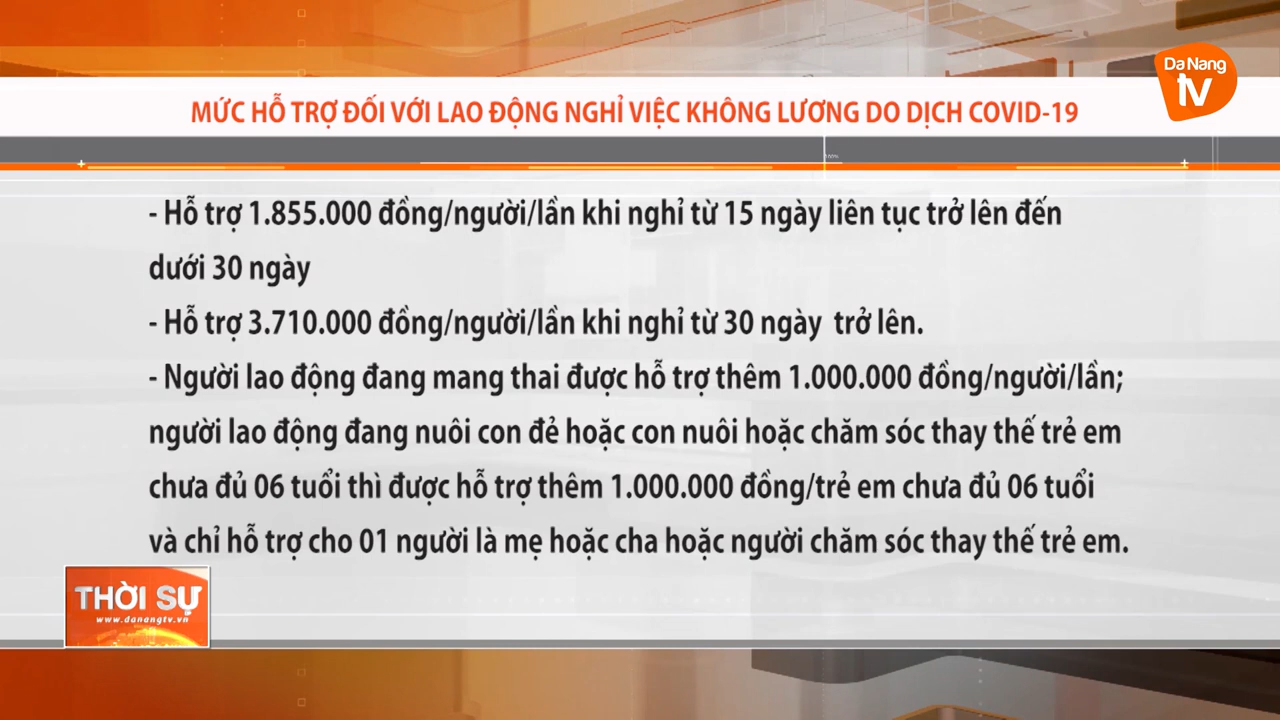 Da Nang
tv
MỨC HỖ TRỢ ĐỐI VỚI LAO ĐỘNG NGHỈ VIỆC KHÔNG LƯƠNG DO DỊCH COVID-19
100%
- Hỗ trợ 1.855.000 đồng/người/lần khi nghỉ từ 15 ngày liên tục trở lên đến
dưới 30 ngày
- Hỗ trợ 3.710.000 đồng/người/lần khi nghỉ từ 30 ngày trở lên.
- Người lao động đang mang thai được hỗ trợ thêm 1.000.000 đồng/người/lần;
người lao động đang nuôi con đẻ hoặc con nuôi hoặc chăm sóc thay thế trẻ em
chưa đủ 06 tuổi thì được hỗ trợ thêm 1.000.000 đồng/trẻ em chưa đủ 06 tuổi
và chỉ hỗ trợ cho 01 người là mẹ hoặc cha hoặc người chăm sóc thay thế trẻ em.
THỜI SỰ
www.danangtv.vn